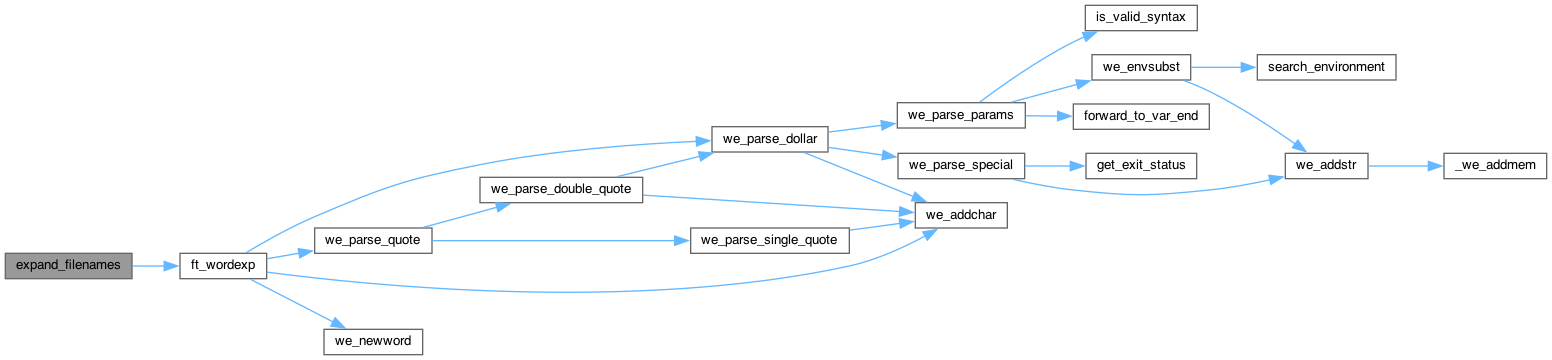 is_valid_syntax
we_envsubst
search_environment
we_parse_params
forward_to_var_end
we_parse_dollar
we_parse_special
get_exit_status
we_addstr
_we_addmem
we_parse_double_quote
we_addchar
we_parse_quote
we_parse_single_quote
expand_filenames
ft_wordexp
we_newword